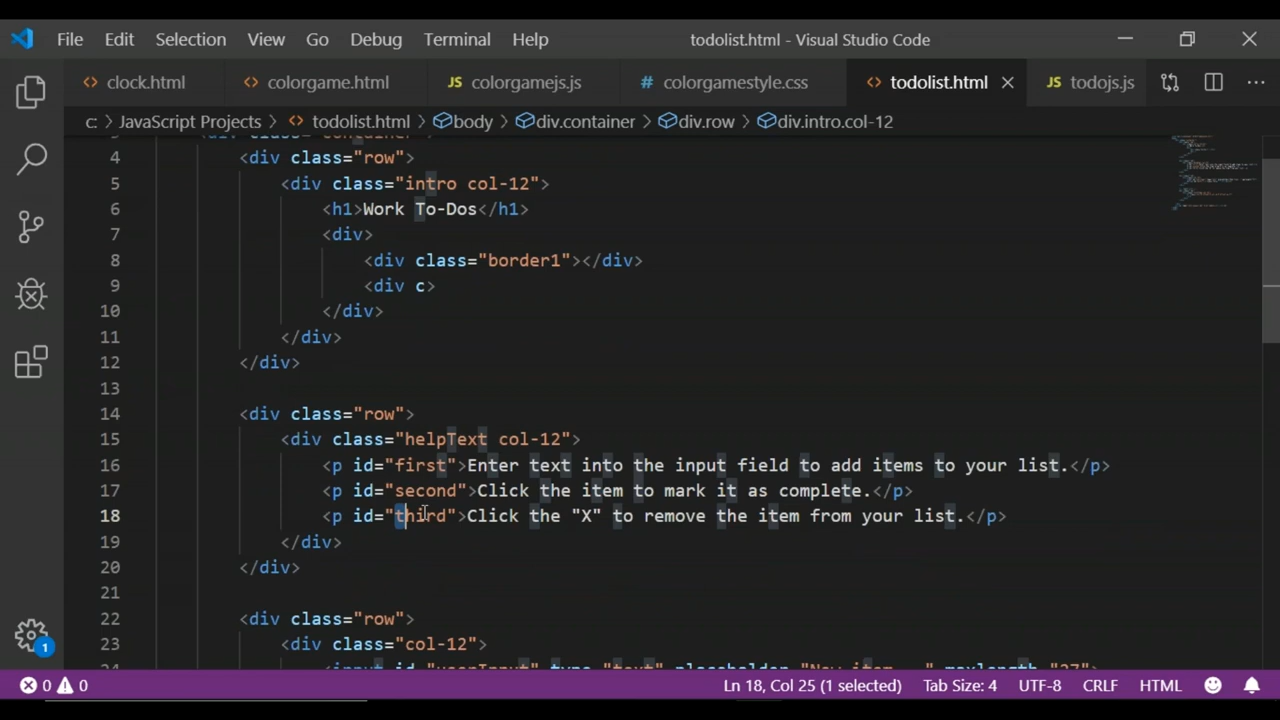 File Edit Selection View Go Debug Terminal Help todolist.html - Visual Studio Code
clock.html colorgame.html JS colorgamejs.js # colorgamestyle.css todolist.html JS todojs.js
c: > JavaScript Projects > todolist.html > body > div.container > div.row > div.intro.col-12
4 <div class="row">
5 <div class="intro col-12">
6 <h1>Work To-Dos</h1>
7 <div>
8 <div class="border1"></div>
9 <div c>
10 </div>
11 </div>
12 </div>
13
14 <div class="row">
15 <div class="helpText col-12">
16 <p id="first">Enter text into the input field to add items to your list.</p>
17 <p id="second">Click the item to mark it as complete.</p>
18 <p id="third">Click the "X" to remove the item from your list.</p>
19 </div>
20 </div>
21
22 <div class="row">
23 <div class="col-12">
1 0 0 Ln 18, Col 25 (1 selected) Tab Size: 4 UTF-8 CRLF HTML